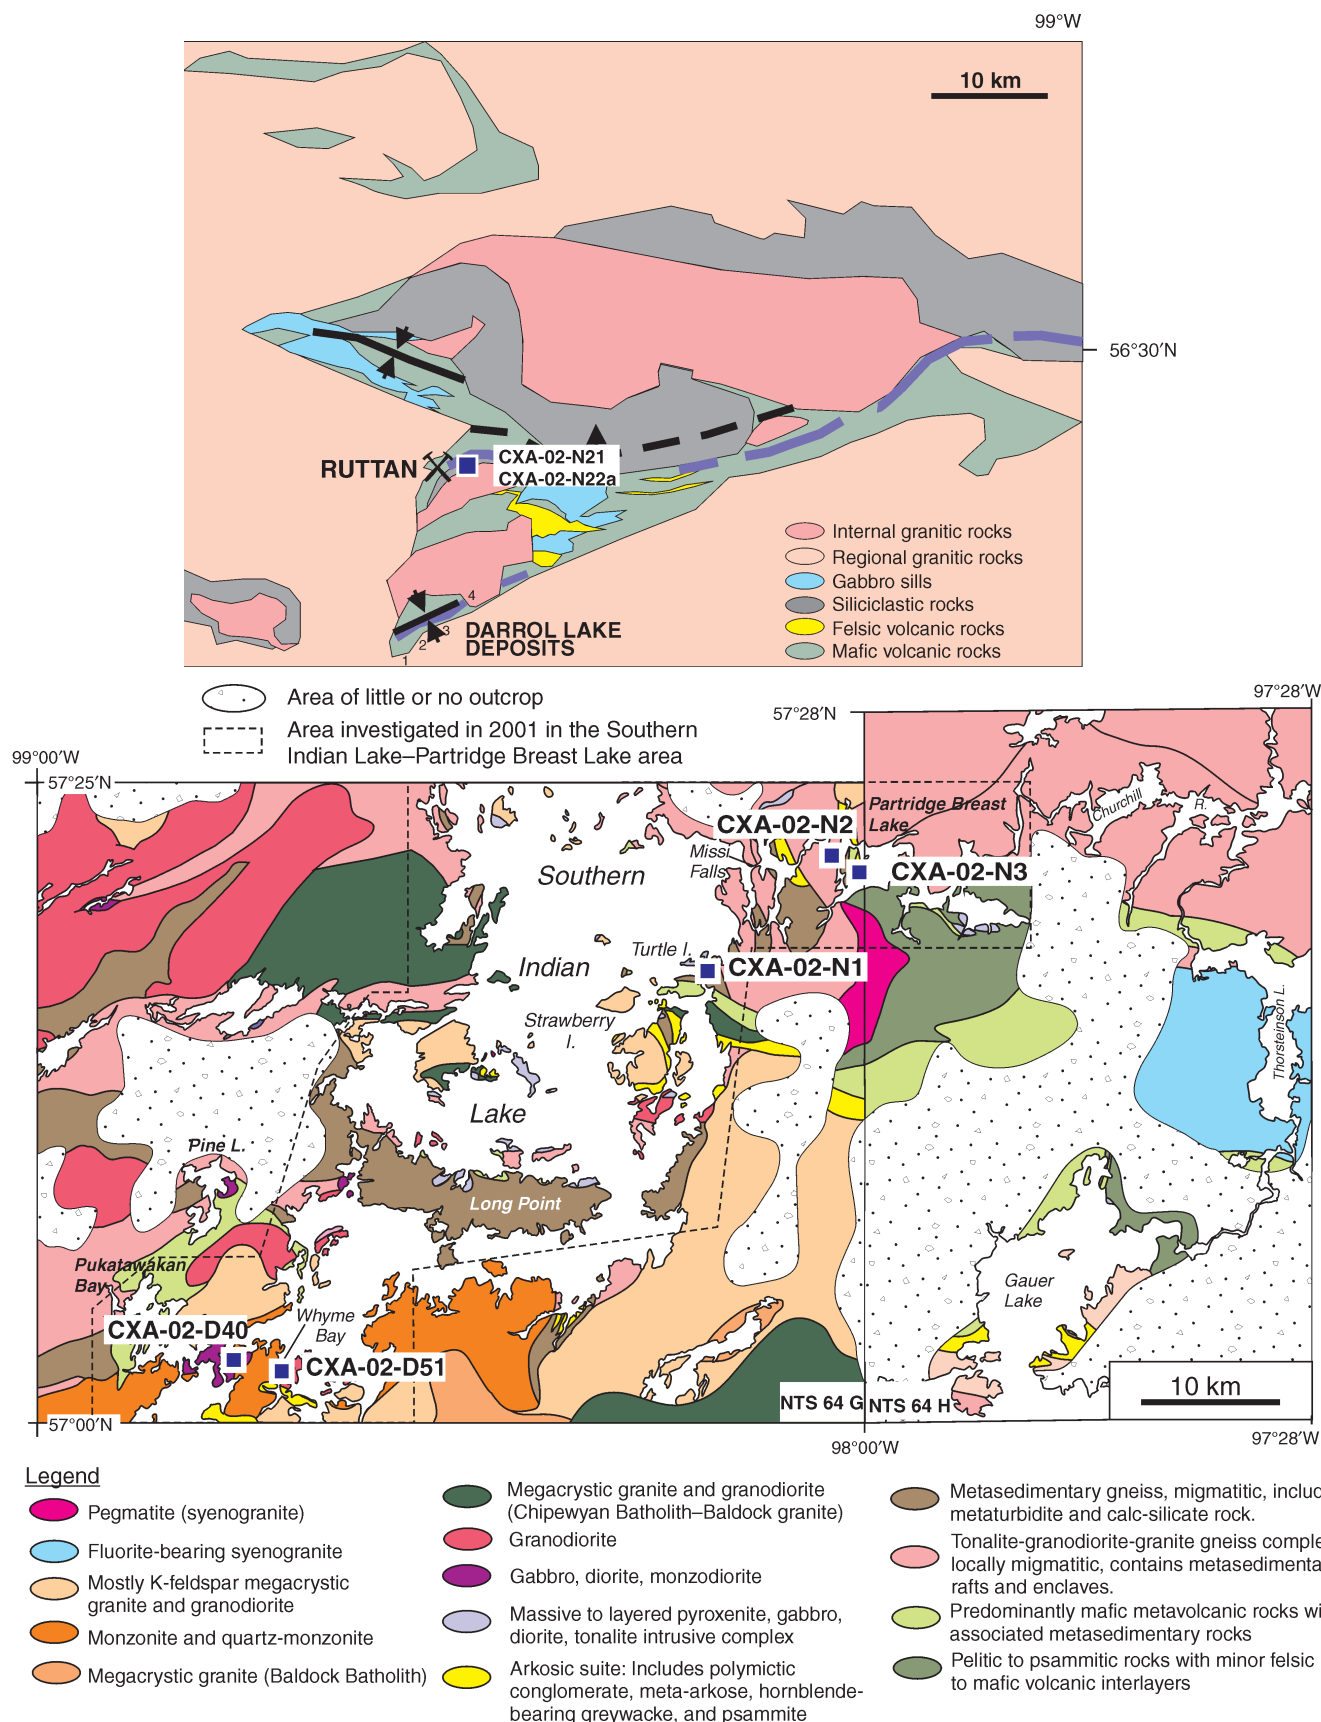 99°W
10 km
56°30′N
RUTTAN
CXA-02-N21
CXA-02-N22a
Internal granitic rocks
Regional granitic rocks
Gabbro sills
Siliciclastic rocks
Felsic volcanic rocks
Mafic volcanic rocks
4
3
2
1
DARROL LAKE
DEPOSITS
Area of little or no outcrop
Area investigated in 2001 in the Southern
Indian Lake–Partridge Breast Lake area
97°28′W
57°28′N
99°00′W
57°25′N
Partridge Breast
Lake
Churchill
R.
CXA-02-N2
Missi
Falls
CXA-02-N3
Southern
Turtle I.
Indian
CXA-02-N1
Strawberry
I.
Thorsteinson L.
Lake
Pine L.
Long Point
Pukatawakan
Bay
Gauer
Lake
Whyme
Bay
CXA-02-D40
CXA-02-D51
10 km
NTS 64 G
NTS 64 H
57°00′N
98°00′W
97°28′W
Legend
Pegmatite (syenogranite)
Fluorite-bearing syenogranite
Mostly K-feldspar megacrystic
granite and granodiorite
Monzonite and quartz-monzonite
Megacrystic granite (Baldock Batholith)
Megacrystic granite and granodiorite
(Chipewyan Batholith–Baldock granite)
Granodiorite
Gabbro, diorite, monzodiorite
Massive to layered pyroxenite, gabbro,
diorite, tonalite intrusive complex
Arkosic suite: Includes polymictic
conglomerate, meta-arkose, hornblende-
bearing greywacke, and psammite
Metasedimentary gneiss, migmatitic, includ
metaturbidite and calc-silicate rock.
Tonalite-granodiorite-granite gneiss comple
locally migmatitic, contains metasedimenta
rafts and enclaves.
Predominantly mafic metavolcanic rocks wi
associated metasedimentary rocks
Pelitic to psammitic rocks with minor felsic
to mafic volcanic interlayers